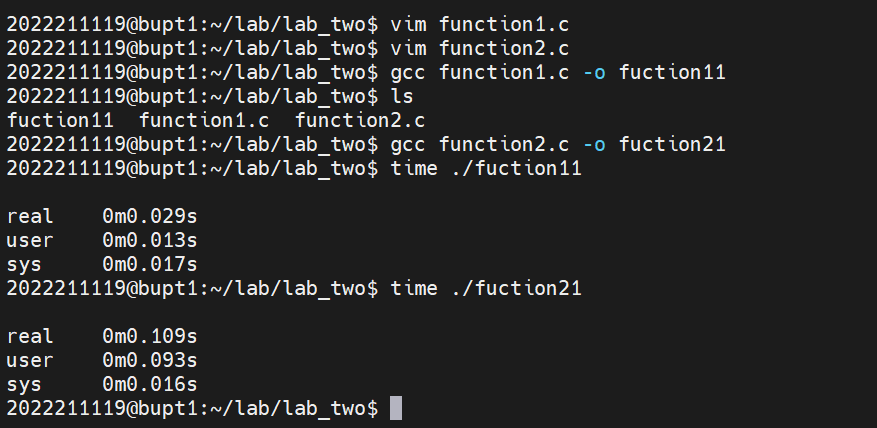 2022211119@bupt1:~/lab/lab_two$ vim function1.c
2022211119@bupt1:~/lab/lab_two$ vim function2.c
2022211119@bupt1:~/lab/lab_two$ gcc function1.c -o fuction11
2022211119@bupt1:~/lab/lab_two$ ls
fuction11  function1.c  function2.c
2022211119@bupt1:~/lab/lab_two$ gcc function2.c -o fuction21
2022211119@bupt1:~/lab/lab_two$ time ./fuction11
real    0m0.029s
user    0m0.013s
sys     0m0.017s
2022211119@bupt1:~/lab/lab_two$ time ./fuction21
real    0m0.109s
user    0m0.093s
sys     0m0.016s
2022211119@bupt1:~/lab/lab_two$